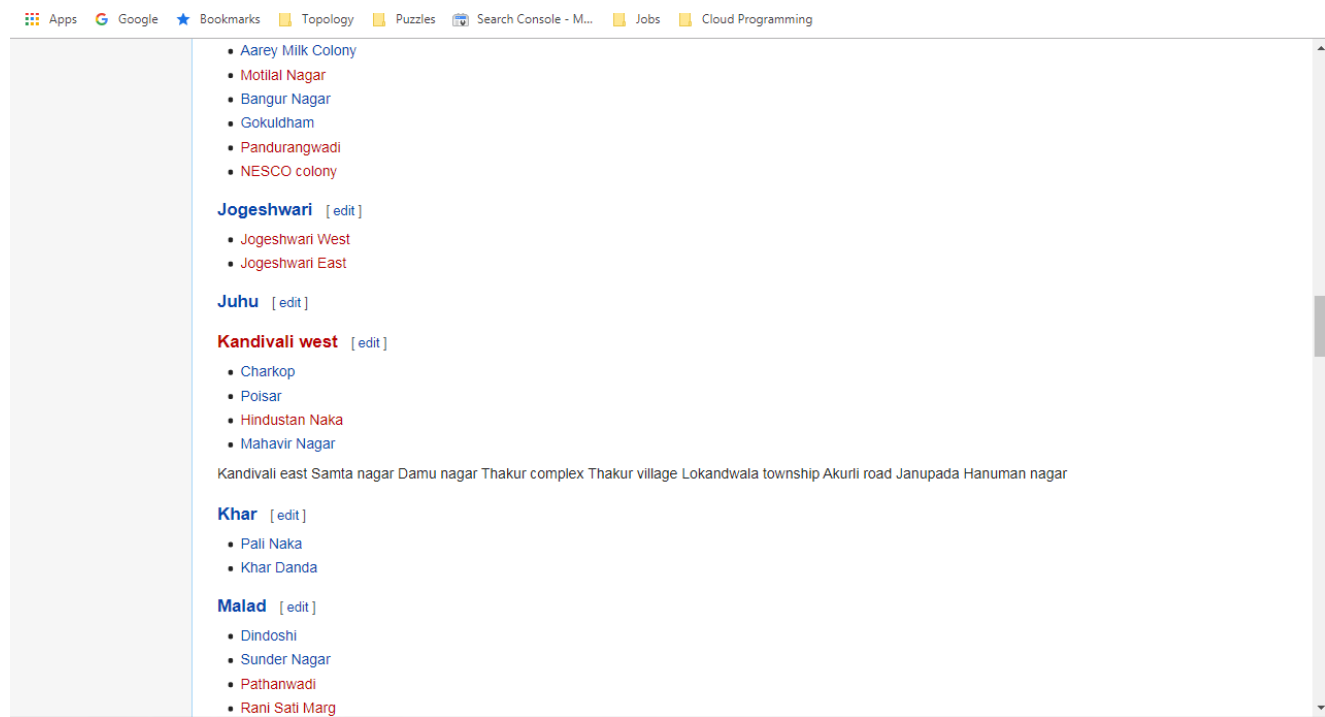 Apps Google Bookmarks Topology Puzzles Search Console - M... Jobs Cloud Programming
Aarey Milk Colony
Motilal Nagar
Bangur Nagar
Gokuldham
Pandurangwadi
NESCO colony
Jogeshwari [ edit ]
Jogeshwari West
Jogeshwari East
Juhu [ edit ]
Kandivali west [ edit ]
Charkop
Poisar
Hindustan Naka
Mahavir Nagar
Kandivali east Samta nagar Damu nagar Thakur complex Thakur village Lokandwala township Akurli road Janupada Hanuman nagar
Khar [ edit ]
Pali Naka
Khar Danda
Malad [ edit ]
Dindoshi
Sunder Nagar
Pathanwadi
Rani Sati Marg